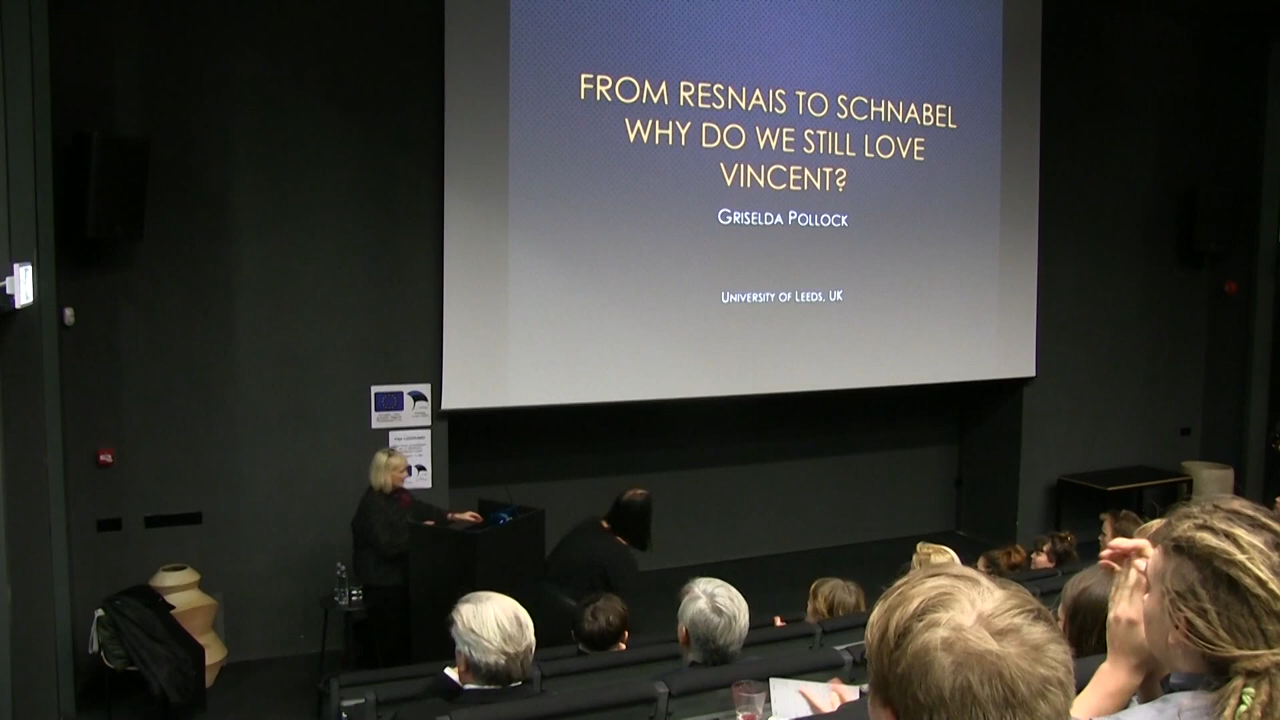 FROM RESNAIS TO SCHNABEL
WHY DO WE STILL LOVE
VINCENT?
GRISELDA POLLOCK
UNIVERSITY OF LEEDS, UK